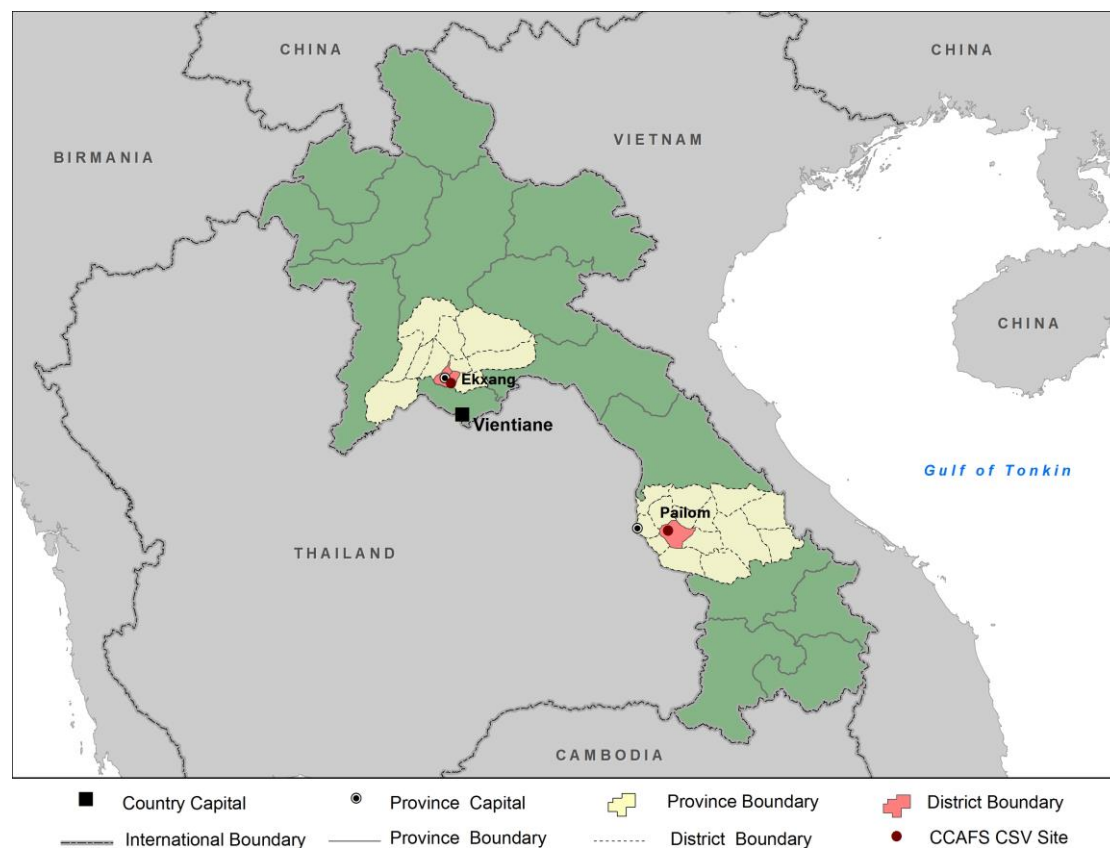 CHINA
CHINA
VIETNAM
BIRMANIA
CHINA
Ekxang
Vientiane
Gulf of Tonkin
Pailom
THAILAND
CAMBODIA
Country Capital
Province Capital
Province Boundary
District Boundary
International Boundary
Province Boundary
District Boundary
CCAFS CSV Site